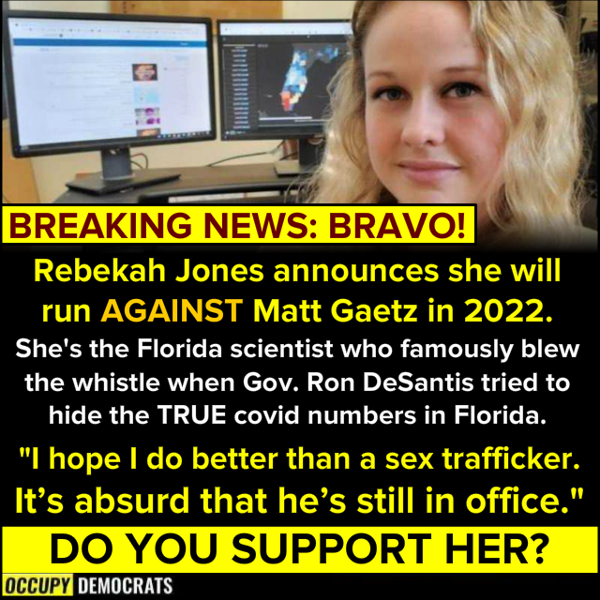 BREAKING NEWS: BRAVO!
Rebekah Jones announces she will
run AGAINST Matt Gaetz in 2022.
She's the Florida scientist who famously blew
the whistle when Gov. Ron DeSantis tried to
hide the TRUE covid numbers in Florida.
"I hope I do better than a sex trafficker.
It’s absurd that he’s still in office."
DO YOU SUPPORT HER?
OCCUPY DEMOCRATS